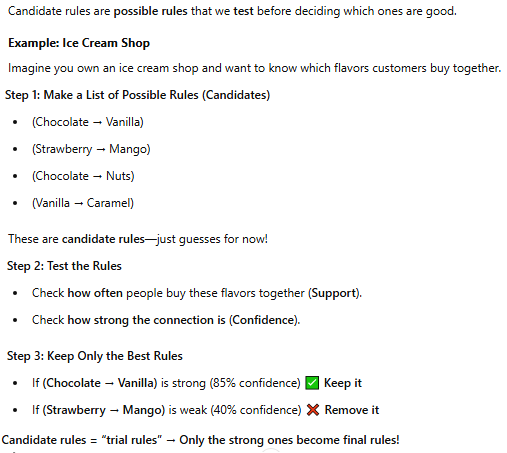 Candidate rules are possible rules that we test before deciding which ones are good.
Example: Ice Cream Shop
Imagine you own an ice cream shop and want to know which flavors customers buy together.
Step 1: Make a List of Possible Rules (Candidates)
• (Chocolate → Vanilla)
• (Strawberry → Mango)
• (Chocolate → Nuts)
• (Vanilla → Caramel)
These are candidate rules—just guesses for now!
Step 2: Test the Rules
• Check how often people buy these flavors together (Support).
• Check how strong the connection is (Confidence).
Step 3: Keep Only the Best Rules
• If (Chocolate → Vanilla) is strong (85% confidence) ✅ Keep it
• If (Strawberry → Mango) is weak (40% confidence) ❌ Remove it
Candidate rules = “trial rules” → Only the strong ones become final rules!